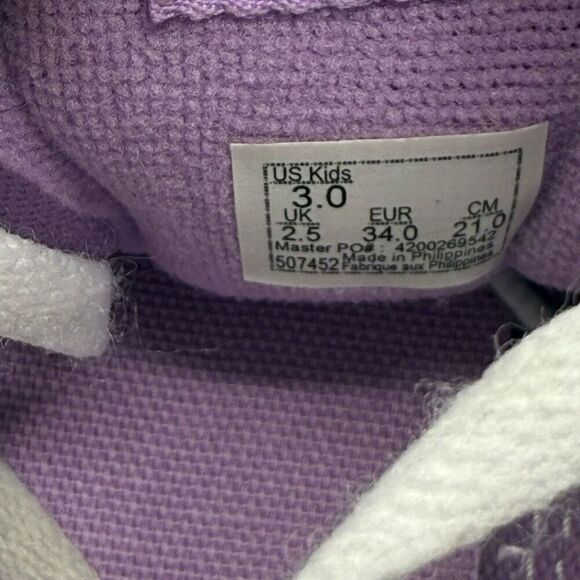 US Kids
3.0
UK EUR CM
2.5 34.0 21.0
Master PO# : 4200269542
507452 Made in Philippines
Fabrique aux Philippines